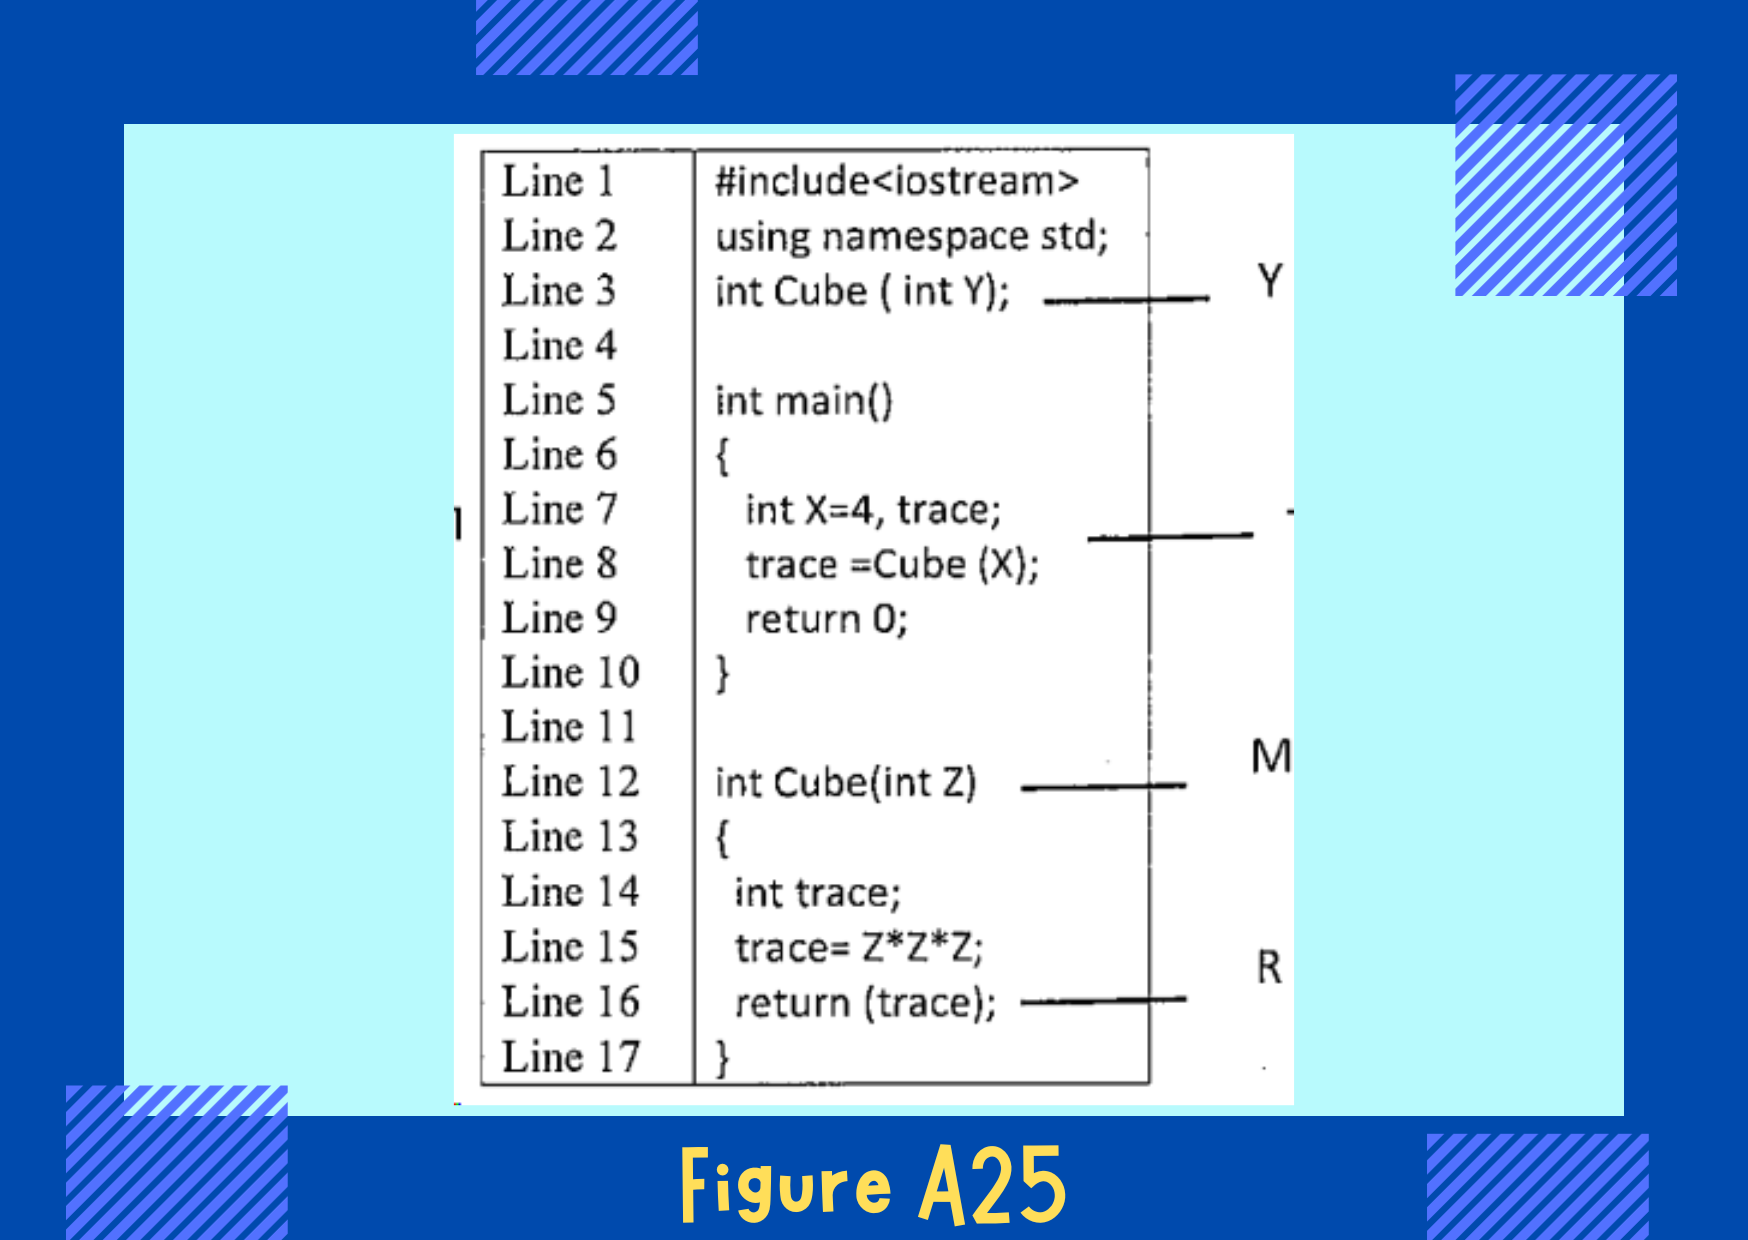 Line 1 #include<iostream>
Line 2 using namespace std;
Line 3 int Cube ( int Y); Y
Line 4
Line 5 int main()
Line 6 {
Line 7 int X=4, trace;
Line 8 trace =Cube (X);
Line 9 return 0;
Line 10 }
Line 11
Line 12 int Cube(int Z) M
Line 13 {
Line 14 int trace;
Line 15 trace= Z*Z*Z;
Line 16 return (trace); R
Line 17 }
Figure A25